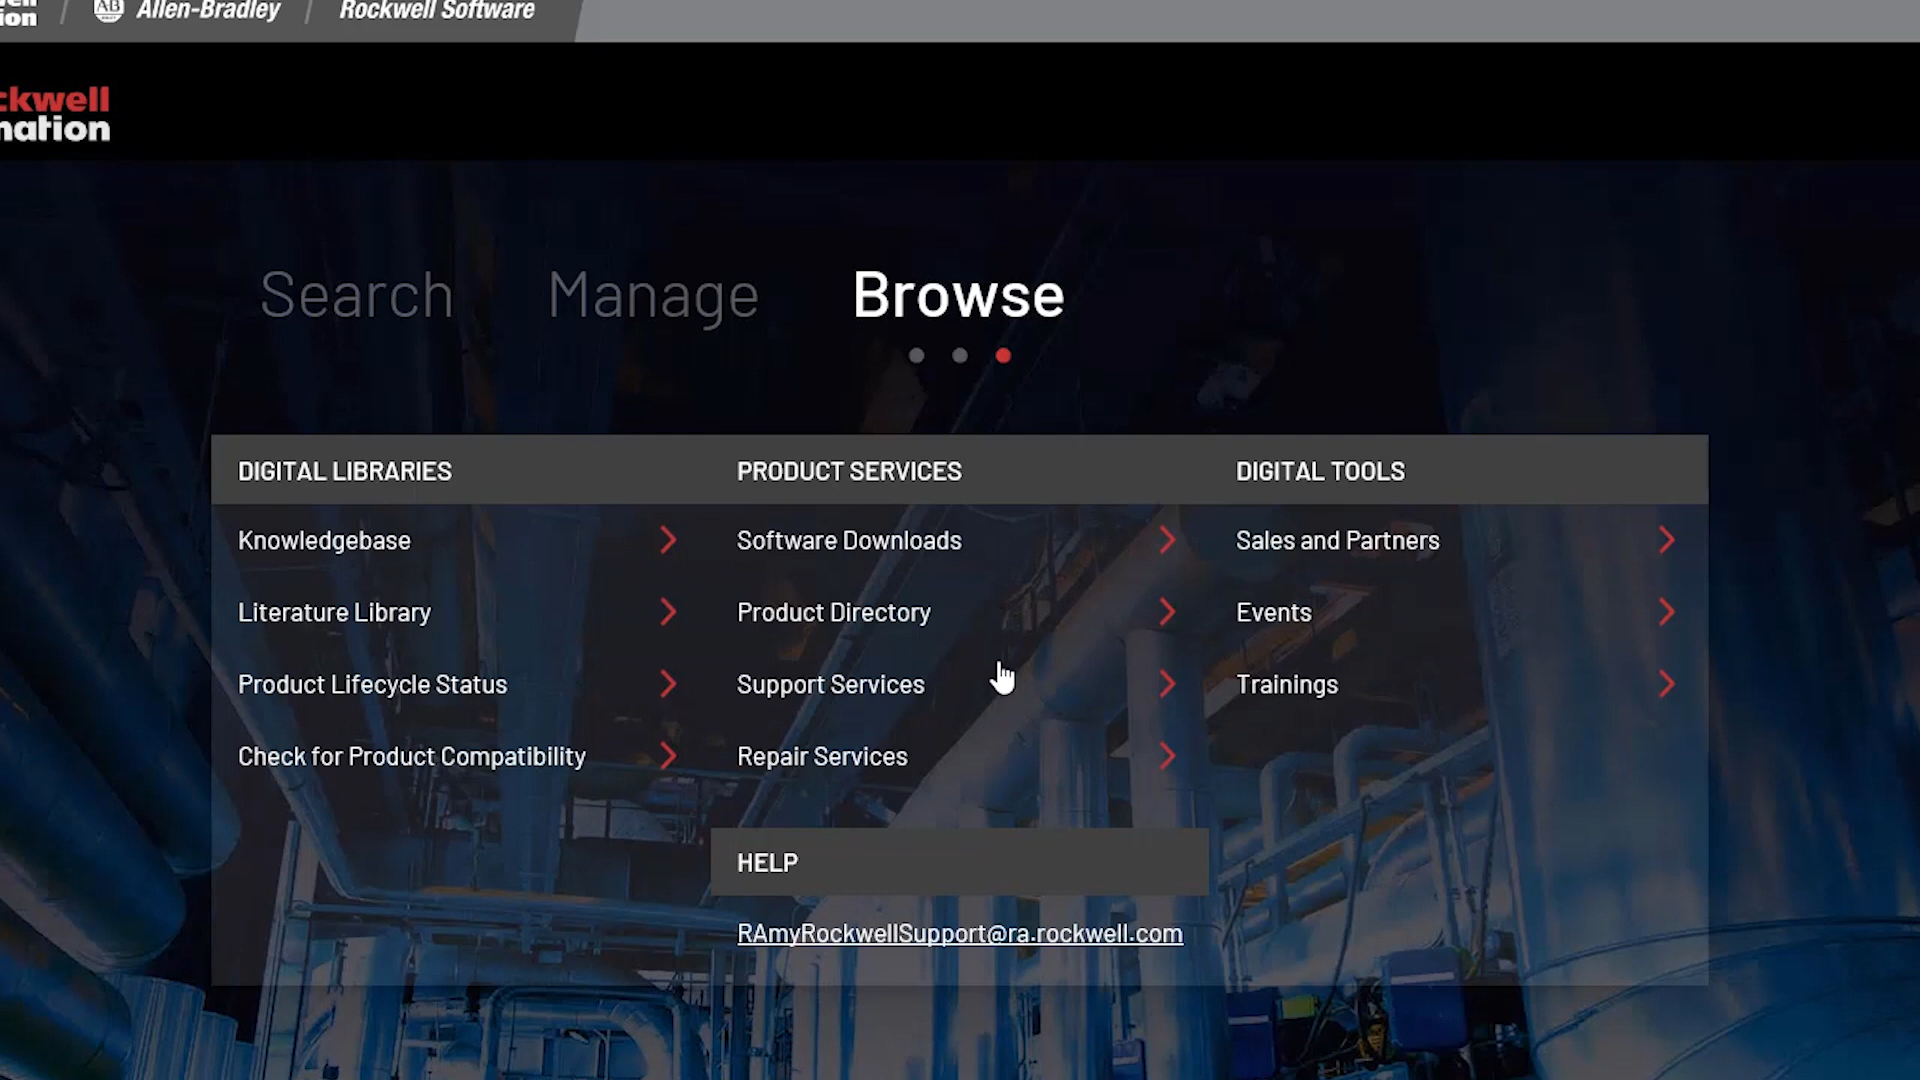 Allen-Bradley
Rockwell Software
Search
Manage
Browse
DIGITAL LIBRARIES
PRODUCT SERVICES
DIGITAL TOOLS
Knowledgebase
Software Downloads
Sales and Partners
Literature Library
Product Directory
Events
Product Lifecycle Status
Support Services
Trainings
Check for Product Compatibility
Repair Services
HELP
RAmyRockwellSupport@ra.rockwell.com